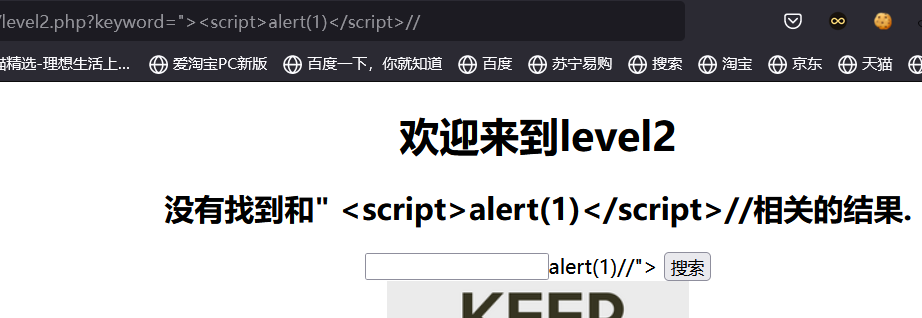 /level2.php?keyword="><script>alert(1)</script>//
猫精选-理想生活上... 爱淘宝PC新版 百度一下，你就知道 百度 苏宁易购 搜索 淘宝 京东 天猫
欢迎来到level2
没有找到和" <script>alert(1)</script>//相关的结果.
alert(1)//"> 搜索
KEEP